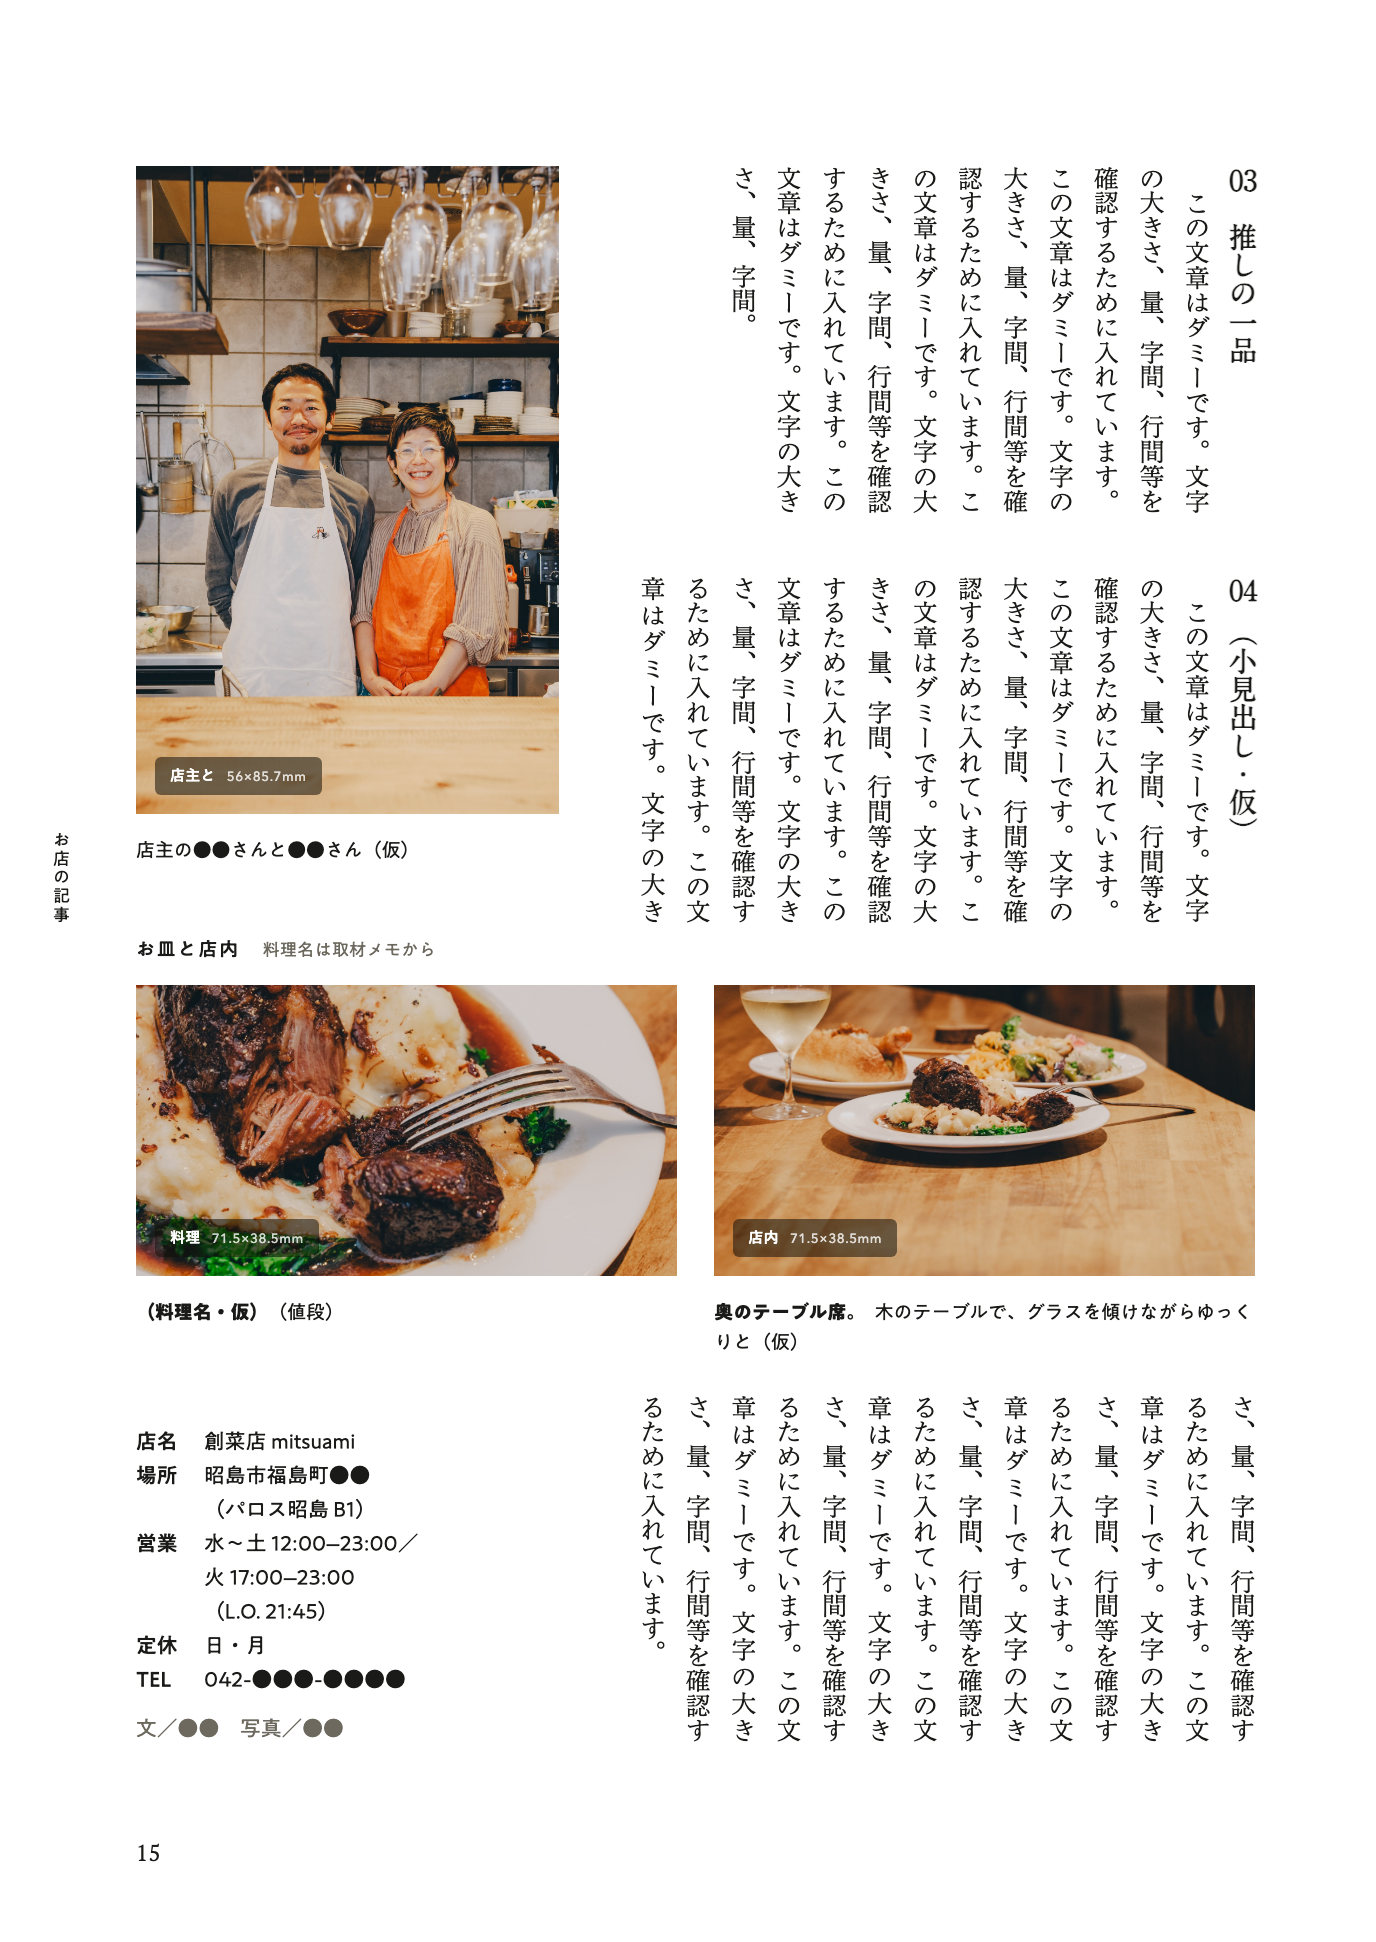 03　推しの一品
　この文章はダミーです。文字
の大きさ、量、字間、行間等を
確認するために入れています。
この文章はダミーです。文字の
大きさ、量、字間、行間等を確
認するために入れています。こ
の文章はダミーです。文字の大
きさ、量、字間、行間等を確認
するために入れています。この
文章はダミーです。文字の大き
さ、量、字間。
04　（小見出し・仮）
　この文章はダミーです。文字
の大きさ、量、字間、行間等を
確認するために入れています。
この文章はダミーです。文字の
大きさ、量、字間、行間等を確
認するために入れています。こ
の文章はダミーです。文字の大
きさ、量、字間、行間等を確認
するために入れています。この
文章はダミーです。文字の大き
さ、量、字間、行間等を確認す
るために入れています。この文
章はダミーです。文字の大き
さ、量、字間、行間等を確認す
るために入れています。この文
章はダミーです。文字の大き
さ、量、字間、行間等を確認す
るために入れています。この文
章はダミーです。文字の大き
さ、量、字間、行間等を確認す
るために入れています。この文
章はダミーです。文字の大き
さ、量、字間、行間等を確認す
るために入れています。この文
章はダミーです。文字の大き
さ、量、字間、行間等を確認す
るために入れています。
店主と 56×85.7mm
店主の●●さんと●●さん（仮）
お店の記事
お皿と店内　料理名は取材メモから
料理 71.5×38.5mm
（料理名・仮）（値段）
店内 71.5×38.5mm
奥のテーブル席。 木のテーブルで、グラスを傾けながらゆっく
りと（仮）
店名　創菜店 mitsuami
場所　昭島市福島町●●
（パロス昭島 B1）
営業　水～土 12:00–23:00／
火 17:00–23:00
（L.O. 21:45）
定休　日・月
TEL　042-●●●-●●●●
文／●●　写真／●●
15